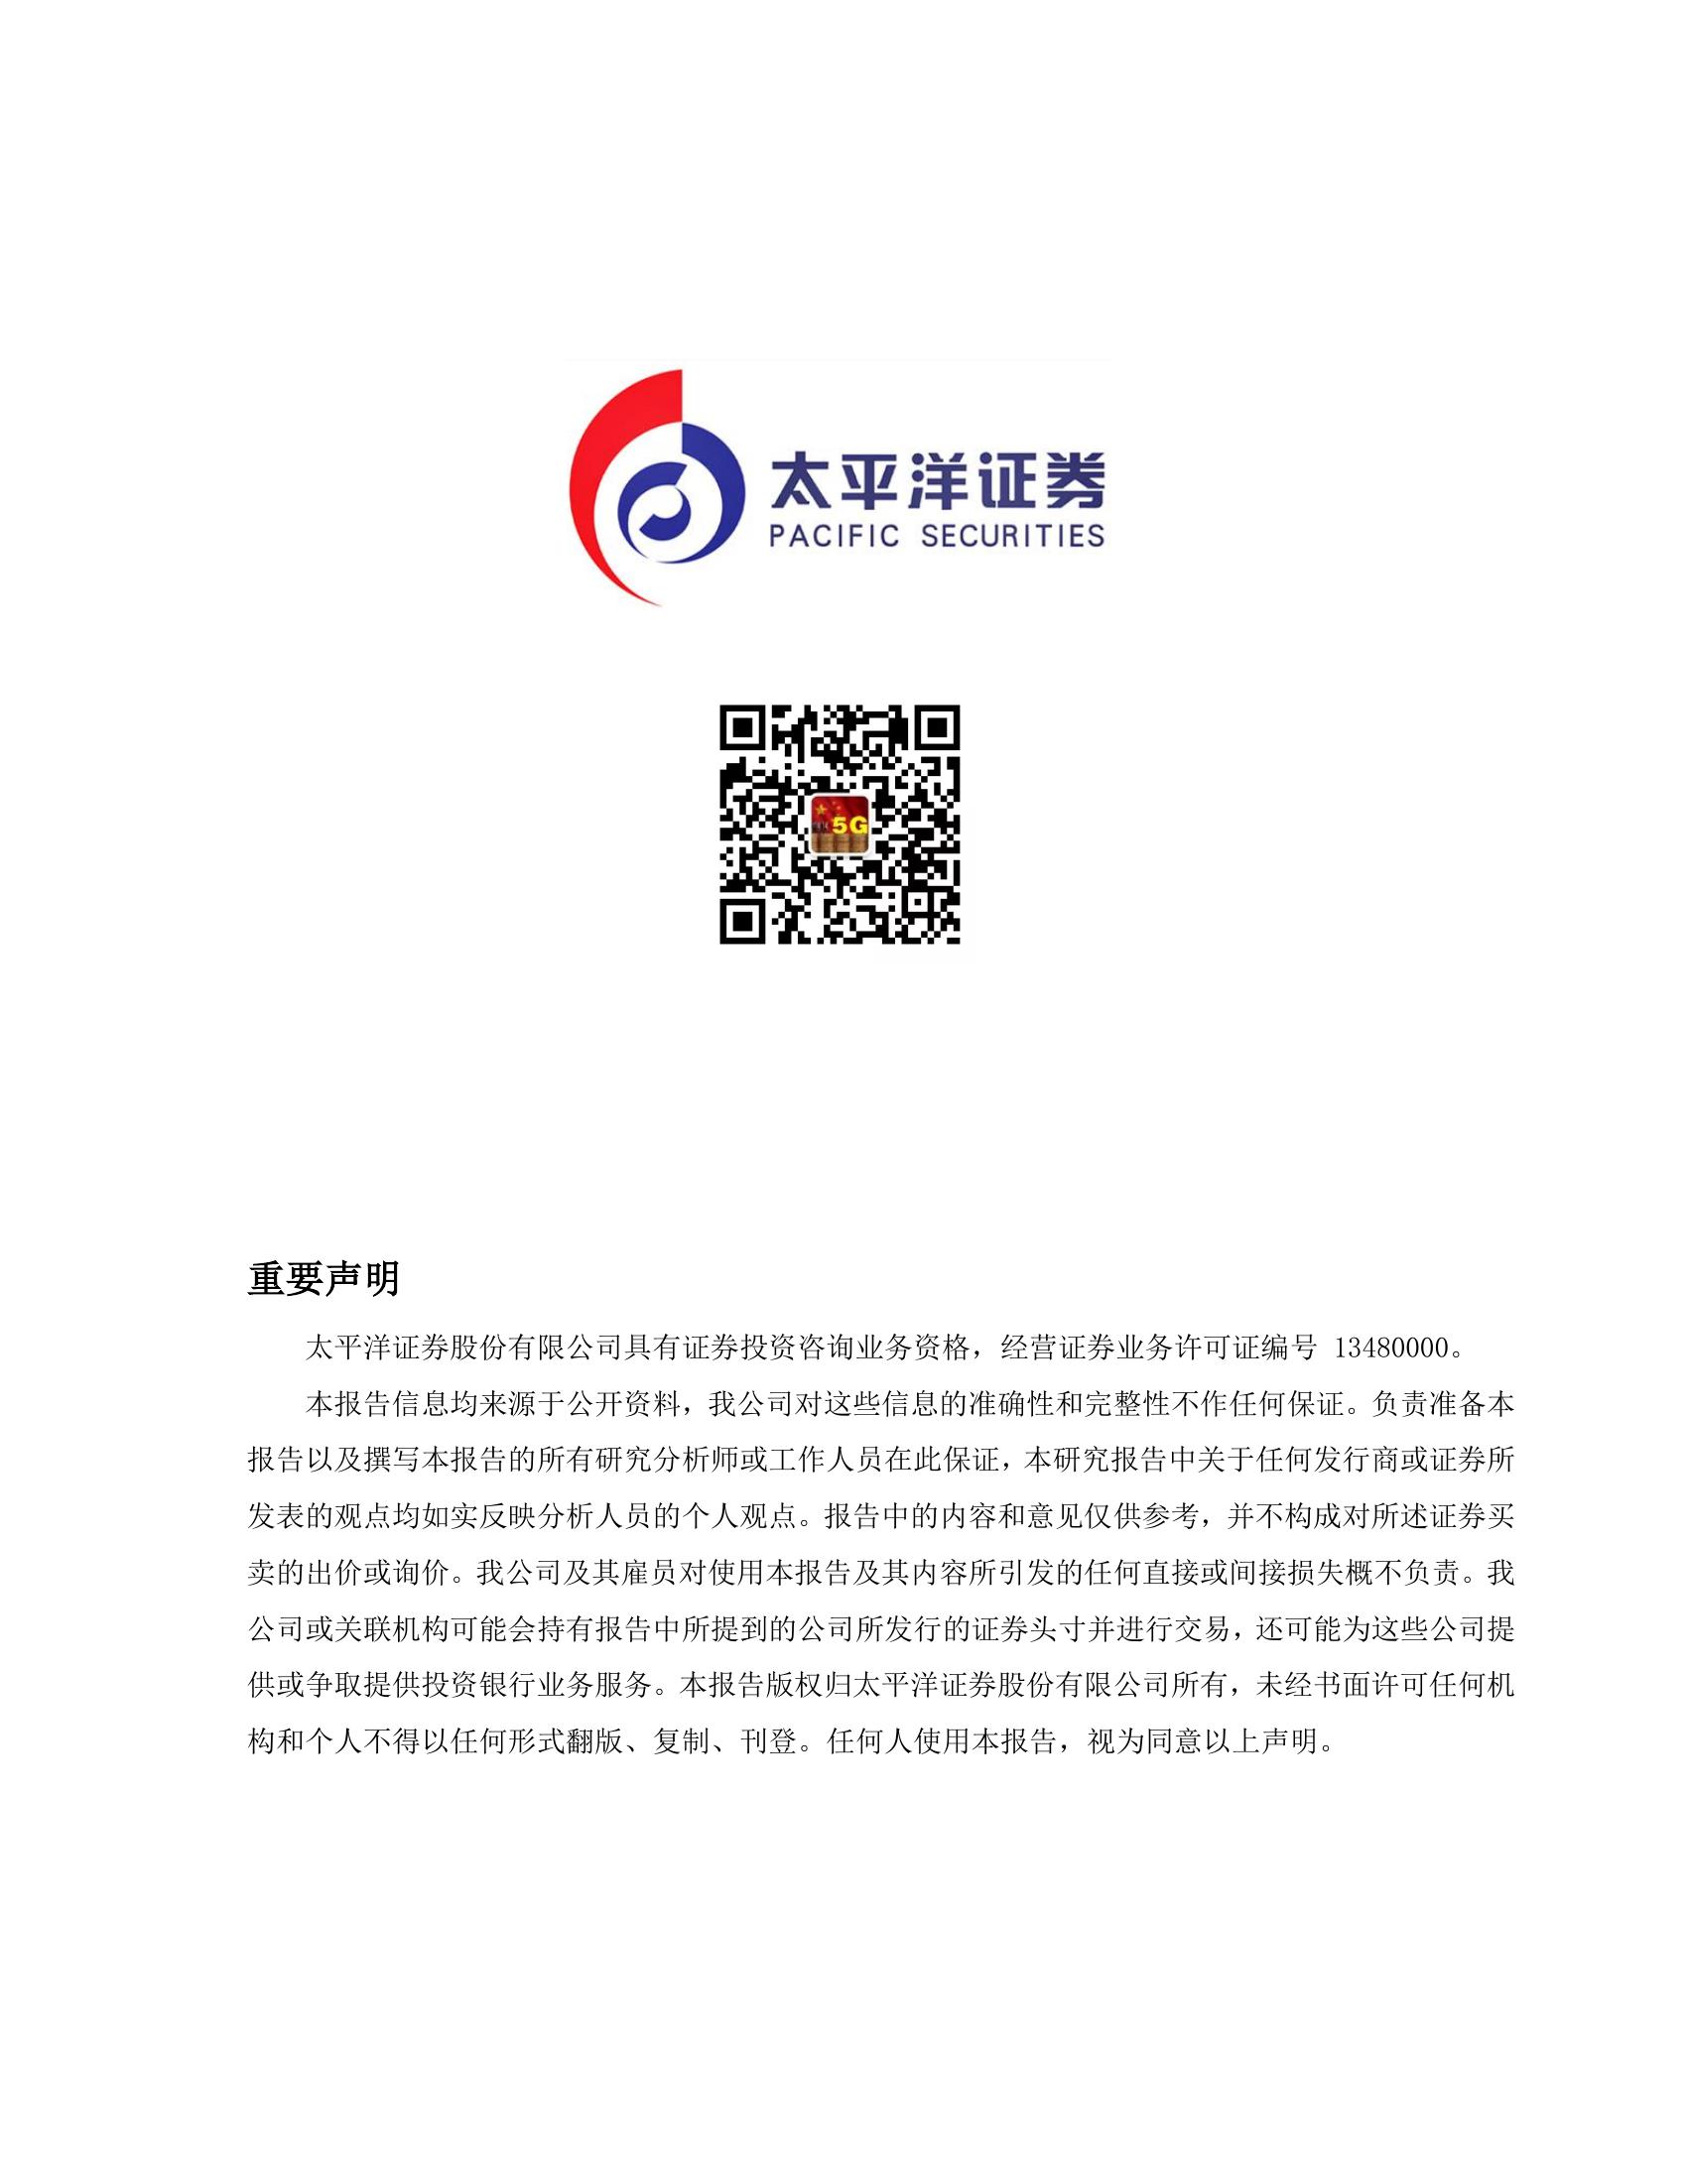 太平洋证券
PACIFIC SECURITIES
5G
重要声明
太平洋证券股份有限公司具有证券投资咨询业务资格，经营证券业务许可证编号 13480000。
本报告信息均来源于公开资料，我公司对这些信息的准确性和完整性不作任何保证。负责准备本
报告以及撰写本报告的所有研究分析师或工作人员在此保证，本研究报告中关于任何发行商或证券所
发表的观点均如实反映分析人员的个人观点。报告中的内容和意见仅供参考，并不构成对所述证券买
卖的出价或询价。我公司及其雇员对使用本报告及其内容所引发的任何直接或间接损失概不负责。我
公司或关联机构可能会持有报告中所提到的公司所发行的证券头寸并进行交易，还可能为这些公司提
供或争取提供投资银行业务服务。本报告版权归太平洋证券股份有限公司所有，未经书面许可任何机
构和个人不得以任何形式翻版、复制、刊登。任何人使用本报告，视为同意以上声明。